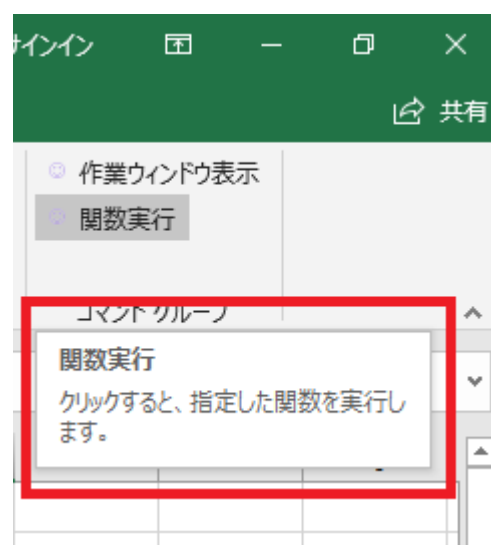 サインイン
共有
作業ウィンドウ表示
関数実行
コマンド グループ
関数実行
クリックすると、指定した関数を実行し
ます。